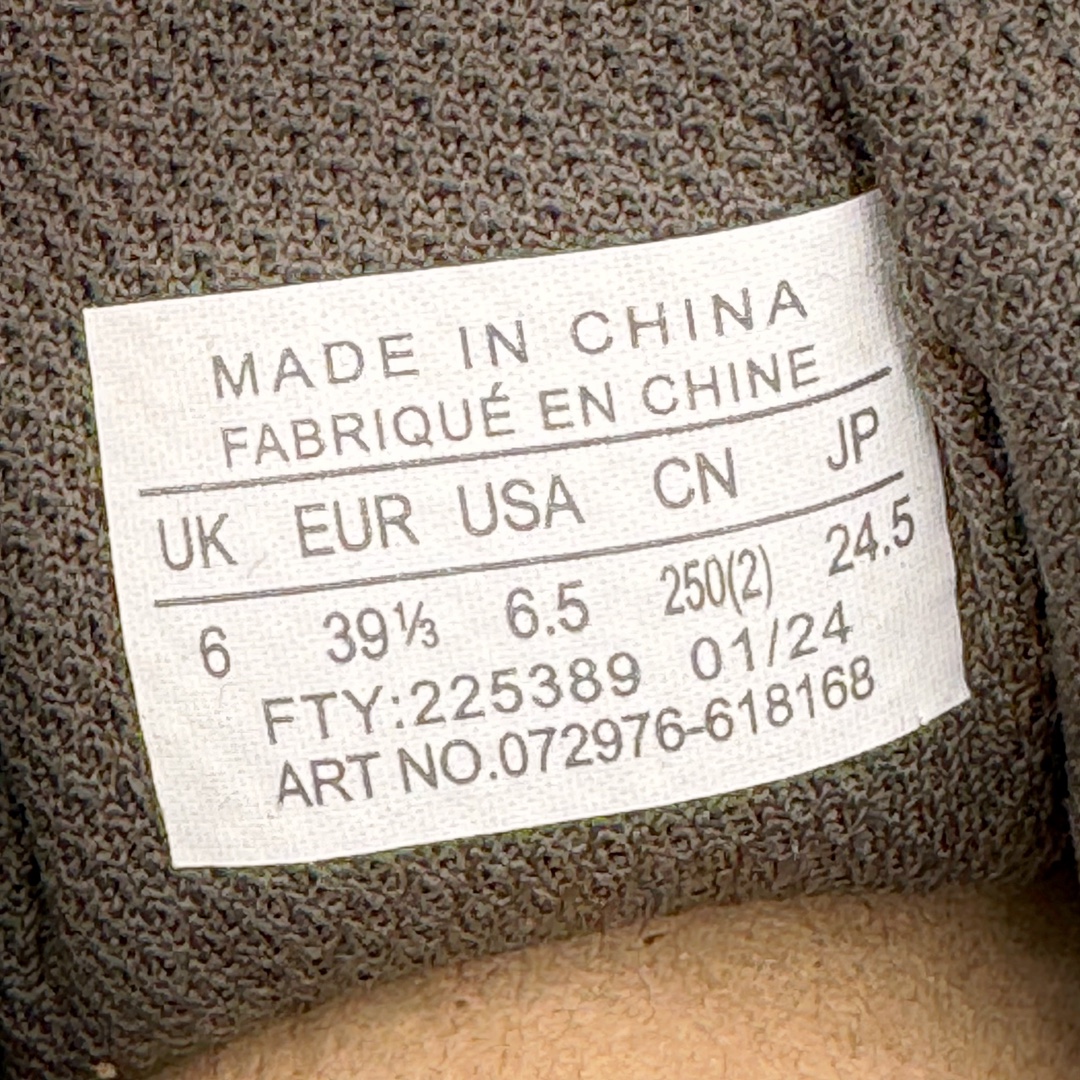 MADE IN CHINA
FABRIQUÉ EN CHINE
UK EUR USA CN JP
6 39⅓ 6.5 250(2) 24.5
FTY:225389 01/24
ART NO.072976-618168